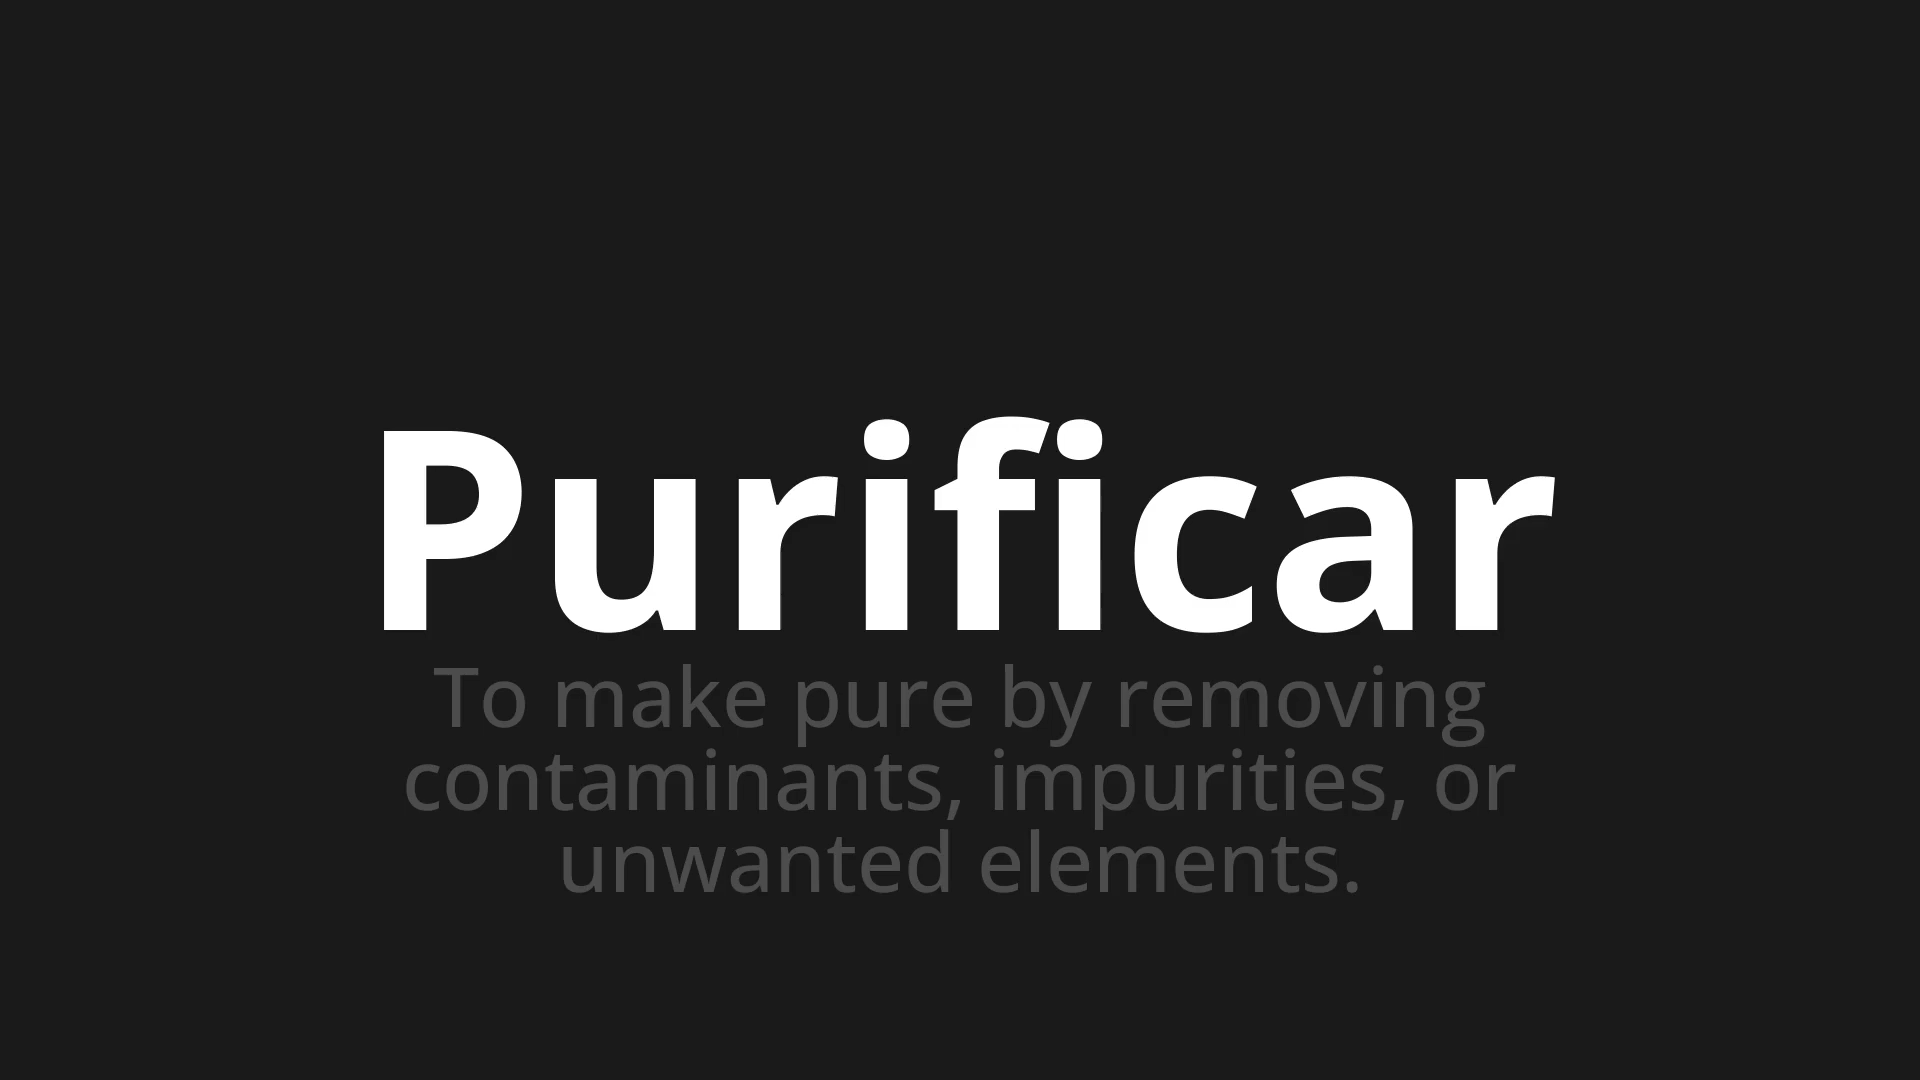 Purificar
To make pure by removing
contaminants, impurities, or
unwanted elements.